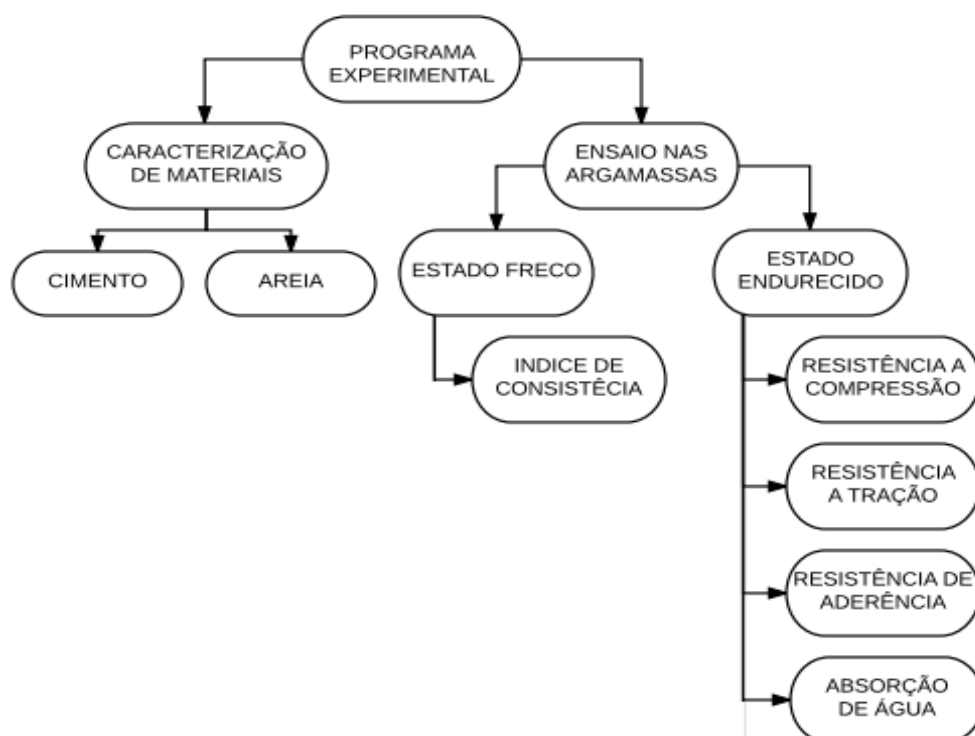 PROGRAMA
EXPERIMENTAL
CARACTERIZAÇÃO
DE MATERIAIS
ENSAIO NAS
ARGAMASSAS
CIMENTO
AREIA
ESTADO FRECO
ESTADO
ENDURECIDO
INDICE DE
CONSISTÊCIA
RESISTÊNCIA A
COMPRESSÃO
RESISTÊNCIA
A TRAÇÃO
RESISTÊNCIA DE
ADERÊNCIA
ABSORÇÃO
DE ÁGUA